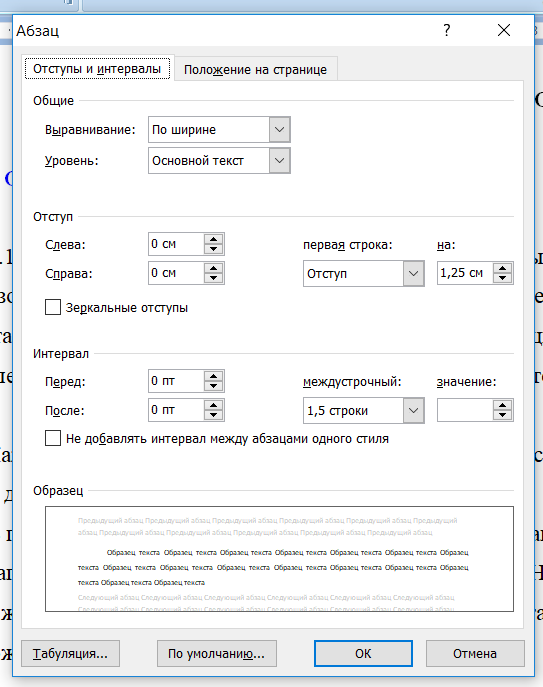 Абзац ?
Отступы и интервалы Положение на странице
Общие
Выравнивание: По ширине
Уровень: Основной текст
Отступ
Слева: 0 см первая строка: на:
Справа: 0 см Отступ 1,25 см
Зеркальные отступы
Интервал
Перед: 0 пт междустрочный: значение:
После: 0 пт 1,5 строки
Не добавлять интервал между абзацами одного стиля
Образец
Предыдущий абзац Предыдущий абзац Предыдущий абзац Предыдущий абзац Предыдущий абзац Предыдущий
абзац Предыдущий абзац Предыдущий абзац Предыдущий абзац Предыдущий абзац Предыдущий абзац
Образец текста Образец текста Образец текста Образец текста Образец текста Образец текста Образец
текста Образец текста Образец текста Образец текста Образец текста Образец текста Образец текста Образец
текста Образец текста Образец текста
Следующий абзац Следующий абзац Следующий абзац Следующий абзац Следующий абзац Следующий
абзац Следующий абзац Следующий абзац Следующий абзац Следующий абзац Следующий абзац Следующий
Табуляция... По умолчанию... ОК Отмена